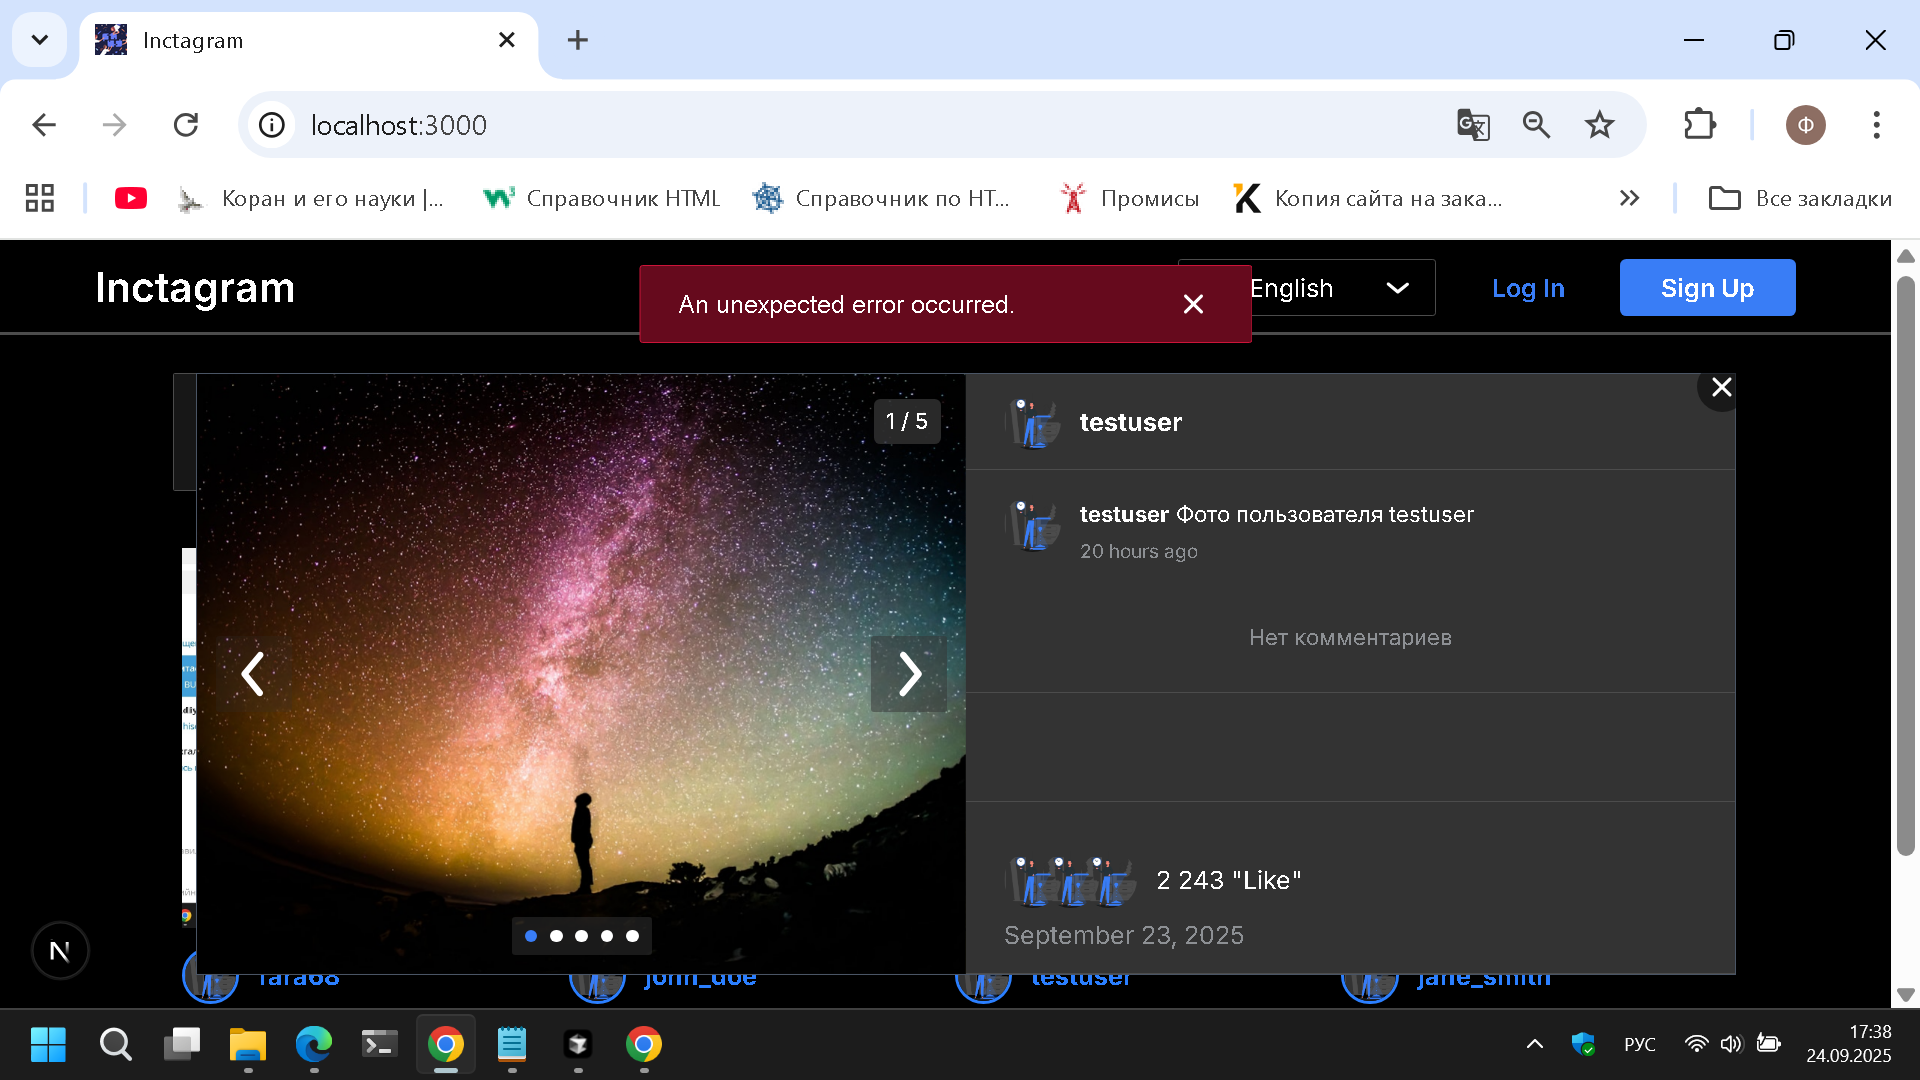 Inctagram
localhost:3000
Коран и его науки |...
Справочник HTML
Справочник по HT...
Промисы
Копия сайта на зака...
Все закладки
Inctagram
An unexpected error occurred.
English
Log In
Sign Up
1 / 5
testuser
testuser Фото пользователя testuser
20 hours ago
Нет комментариев
2 243 "Like"
September 23, 2025
N
fara68
john_doe
testuser
jane_smith
РУС
17:38
24.09.2025